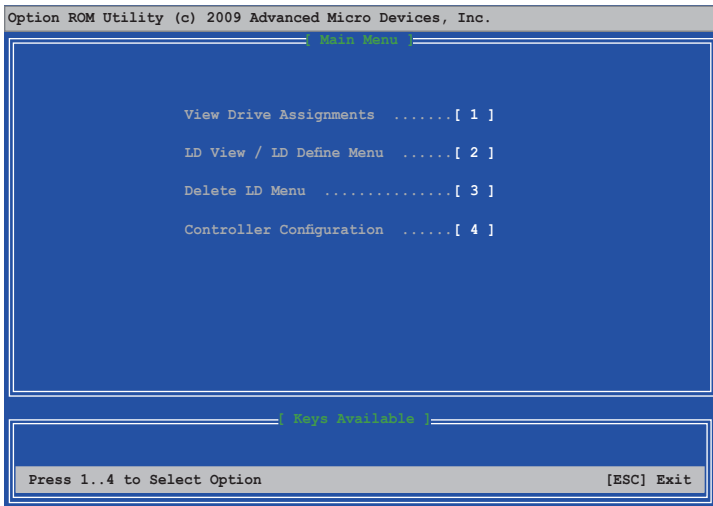 Option ROM Utility (c) 2009 Advanced Micro Devices, Inc.
[ Main Menu ]
View Drive Assignments .......[ 1 ]
LD View / LD Define Menu ......[ 2 ]
Delete LD Menu ...............[ 3 ]
Controller Configuration ......[ 4 ]
[ Keys Available ]
Press 1..4 to Select Option [ESC] Exit